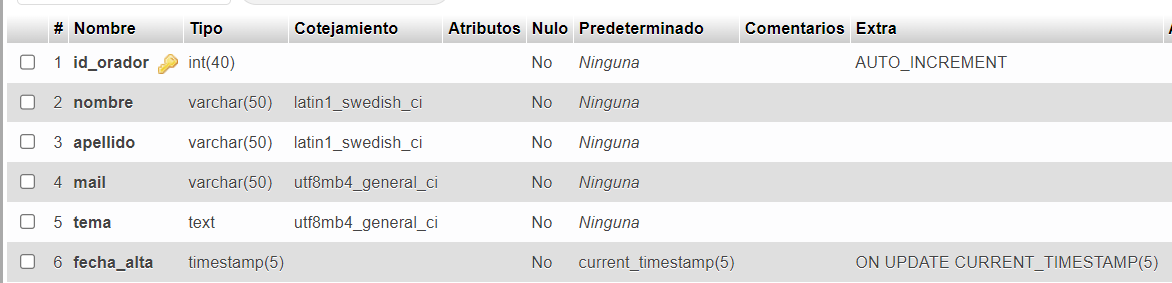 # Nombre Tipo Cotejamiento Atributos Nulo Predeterminado Comentarios Extra
1 id_orador int(40) No Ninguna AUTO_INCREMENT
2 nombre varchar(50) latin1_swedish_ci No Ninguna
3 apellido varchar(50) latin1_swedish_ci No Ninguna
4 mail varchar(50) utf8mb4_general_ci No Ninguna
5 tema text utf8mb4_general_ci No Ninguna
6 fecha_alta timestamp(5) No current_timestamp(5) ON UPDATE CURRENT_TIMESTAMP(5)